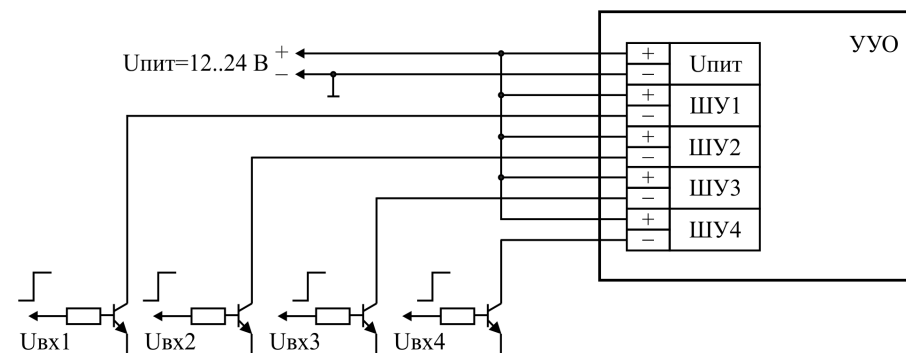 УУО
Uпит=12..24 В
+
−
+
−
Uпит
+
−
ШУ1
+
−
ШУ2
+
−
ШУ3
+
−
ШУ4
Uвх1
Uвх2
Uвх3
Uвх4